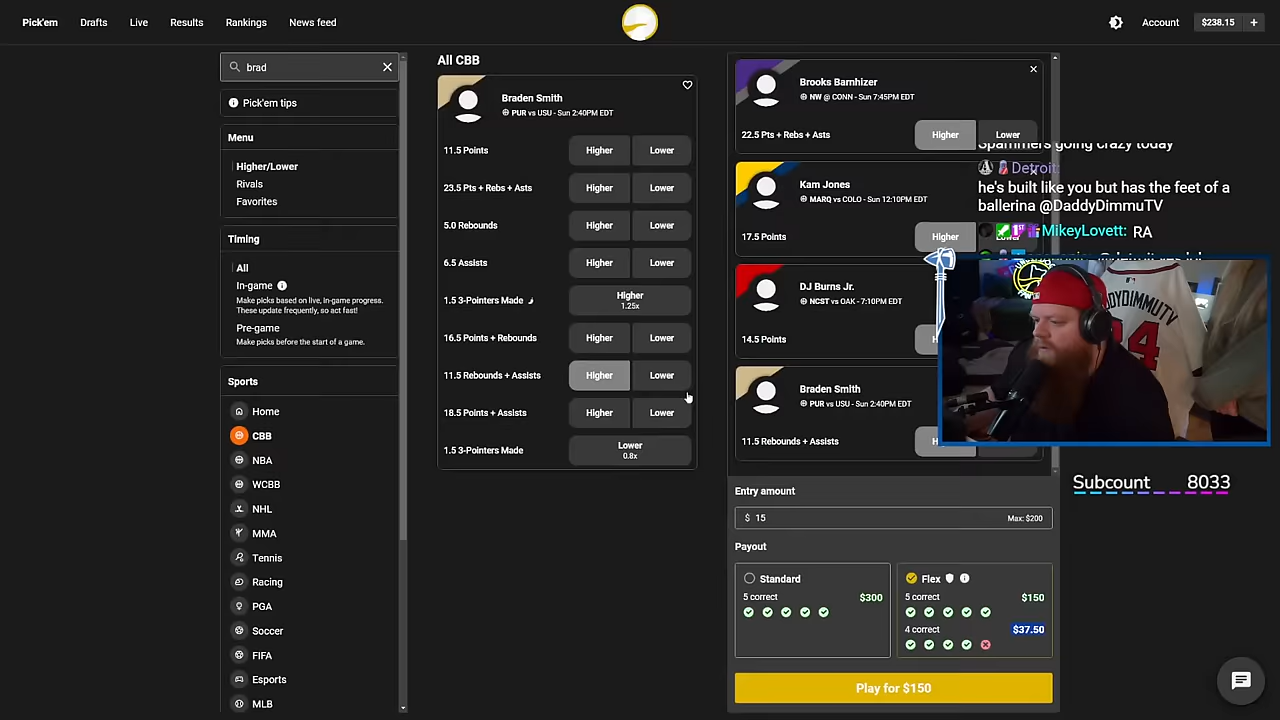 Pick'em
Drafts
Live
Results
Rankings
News feed
Account
$238.15 +
brad
Pick'em tips
Menu
Higher/Lower
Rivals
Favorites
Timing
All
In-game
Make picks based on live, in-game progress.
These update frequently, so act fast!
Pre-game
Make picks before the start of a game.
Sports
Home
CBB
NBA
WCBB
NHL
MMA
Tennis
Racing
PGA
Soccer
FIFA
Esports
MLB
All CBB
Braden Smith
PUR vs USU - Sun 2:40PM EDT
11.5 Points Higher Lower
23.5 Pts + Rebs + Asts Higher Lower
5.0 Rebounds Higher Lower
6.5 Assists Higher Lower
1.5 3-Pointers Made Higher
1.25x
16.5 Points + Rebounds Higher Lower
11.5 Rebounds + Assists Higher Lower
18.5 Points + Assists Higher Lower
1.5 3-Pointers Made Lower
0.8x
Brooks Barnhizer
NW @ CONN - Sun 7:45PM EDT
22.5 Pts + Rebs + Asts Higher Lower
Kam Jones
MARQ vs COLO - Sun 12:10PM EDT
17.5 Points Higher
DJ Burns Jr.
NCST vs OAK - 7:10PM EDT
14.5 Points
Braden Smith
PUR vs USU - Sun 2:40PM EDT
11.5 Rebounds + Assists
Entry amount
$ 15 Max: $200
Payout
Standard
5 correct $300
Flex
5 correct $150
4 correct $37.50
Play for $150
Spammers going crazy today
Detroit:
he's built like you but has the feet of a
ballerina @DaddyDimmuTV
MikeyLovett: RA
DYDIMMUTV
Subcount 8033